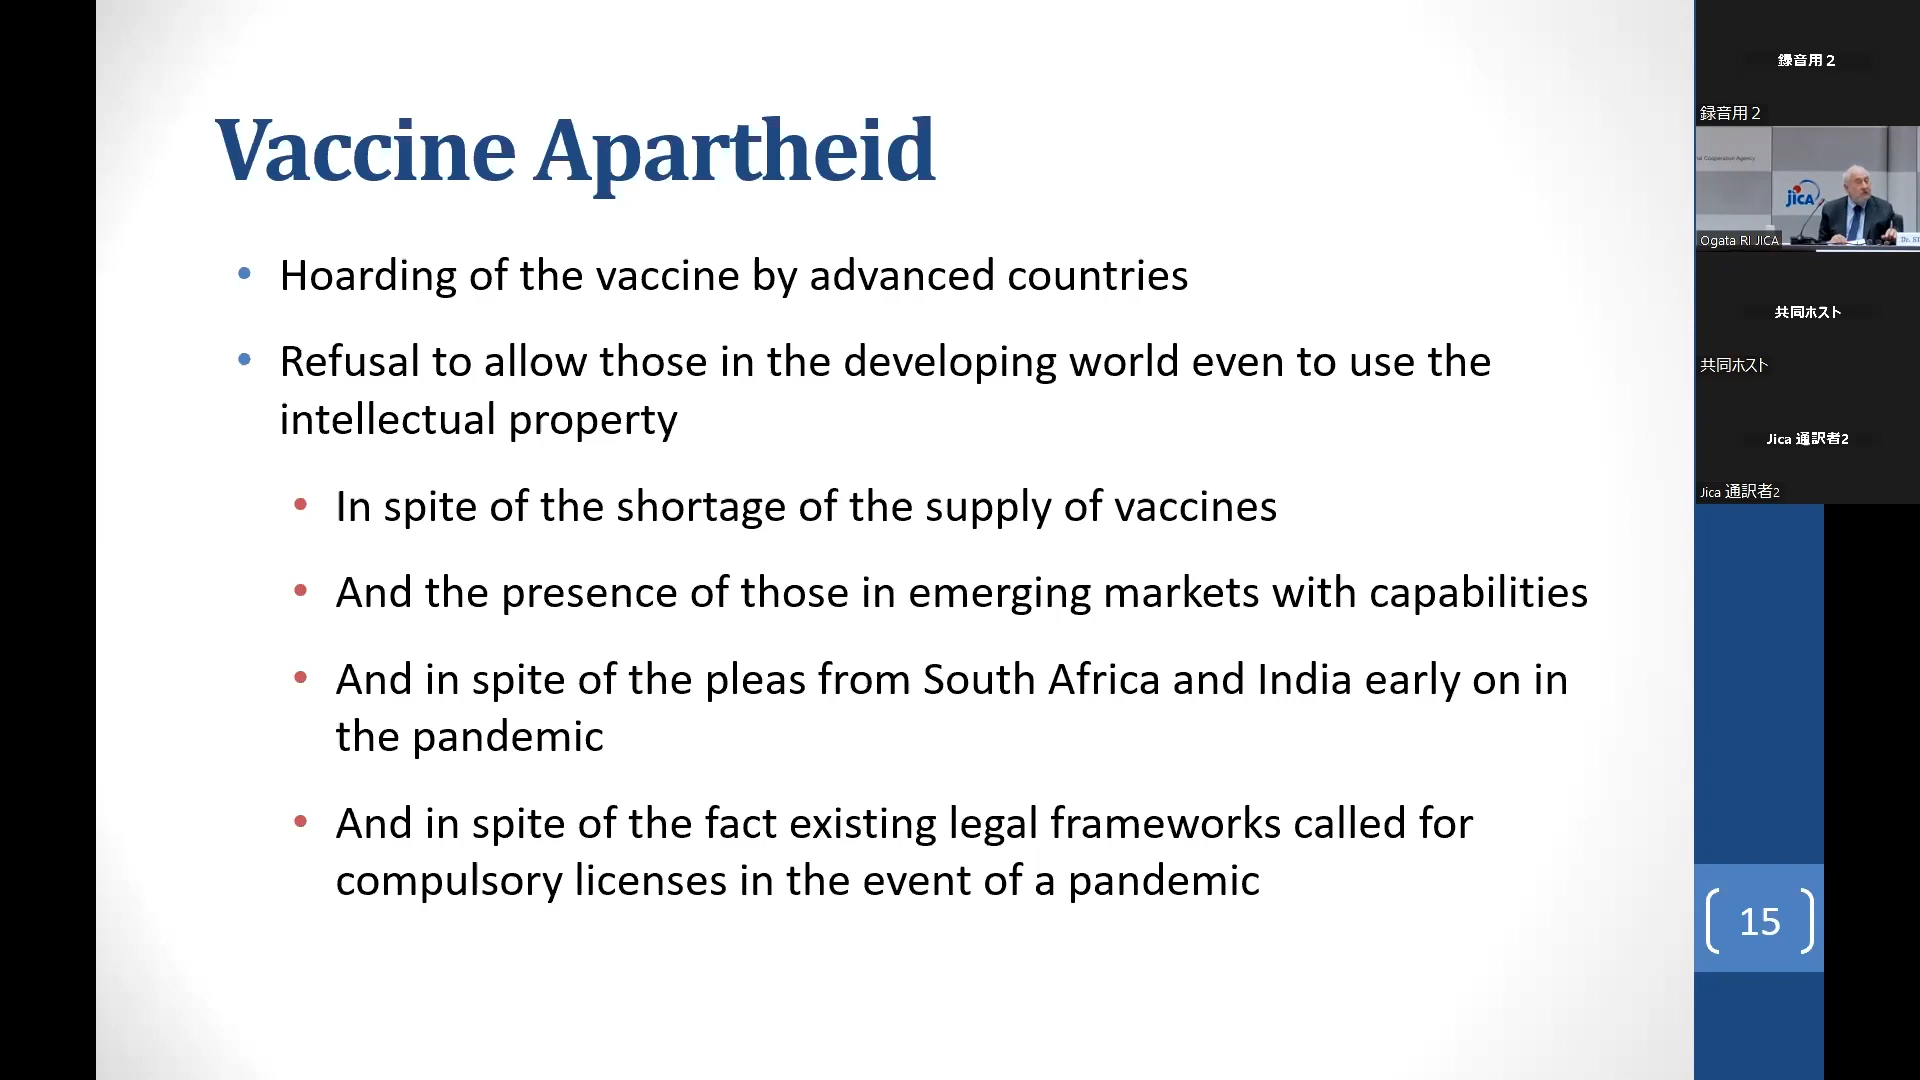 Vaccine Apartheid
• Hoarding of the vaccine by advanced countries
• Refusal to allow those in the developing world even to use the
intellectual property
• In spite of the shortage of the supply of vaccines
• And the presence of those in emerging markets with capabilities
• And in spite of the pleas from South Africa and India early on in
the pandemic
• And in spite of the fact existing legal frameworks called for
compulsory licenses in the event of a pandemic
15
録音用2
録音用2
Cooperation Agency
jICA
Ogata RI JICA
Dr.
共同ホスト
共同ホスト
Jica 通訳者2
Jica 通訳者2